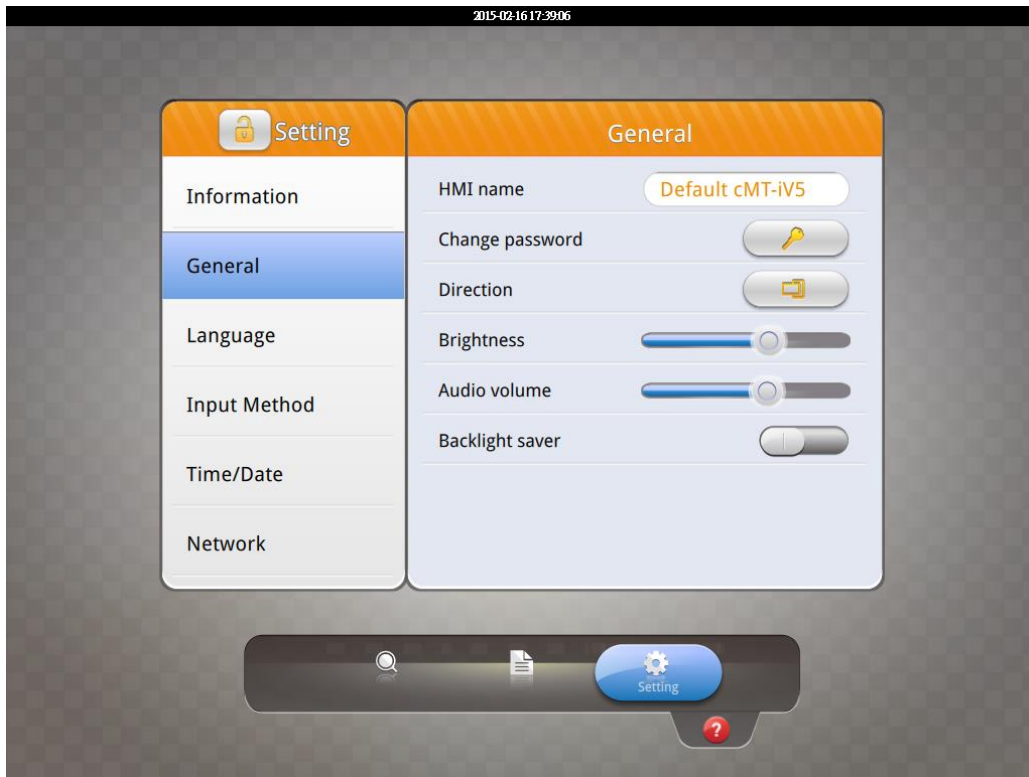 2015-02-16 17:39:06
Setting
Information
General
Language
Input Method
Time/Date
Network
General
HMI name
Default cMT-iV5
Change password
Direction
Brightness
Audio volume
Backlight saver
Setting
?